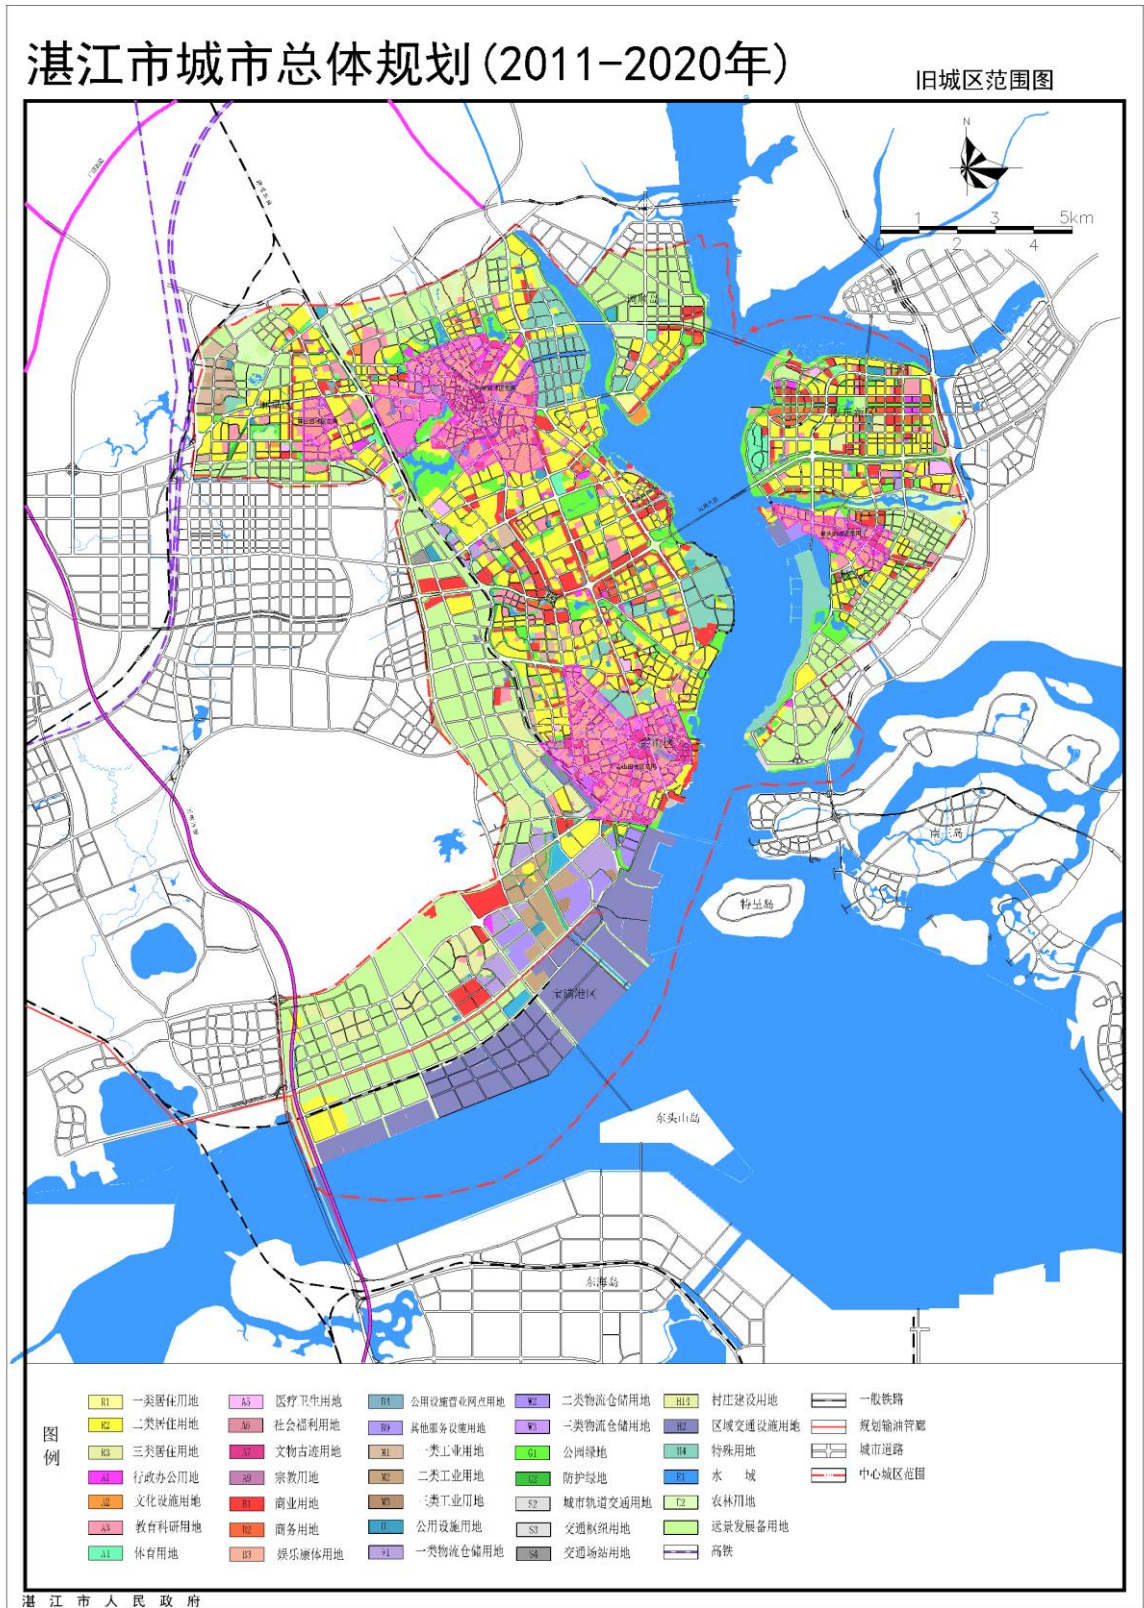 湛江市城市总体规划(2011-2020年)
旧城区范围图
N
1 3 5km
0 2 4
南三岛
特呈岛
宝满港区
东头山岛
东海岛
图例
R1 一类居住用地
R2 二类居住用地
R3 三类居住用地
A1 行政办公用地
A2 文化设施用地
A3 教育科研用地
体育用地
A5 医疗卫生用地
A6 社会福利用地
A7 文物古迹用地
A9 宗教用地
B1 商业用地
B2 商务用地
B3 娱乐康体用地
B4 公用设施营业网点用地
B9 其他服务设施用地
M1 一类工业用地
M2 二类工业用地
M3 三类工业用地
U 公用设施用地
一类物流仓储用地
W2 二类物流仓储用地
W3 三类物流仓储用地
G1 公园绿地
G2 防护绿地
S2 城市轨道交通用地
S3 交通枢纽用地
S4 交通场站用地
H14 村庄建设用地
H2 区域交通设施用地
H4 特殊用地
E1 水 域
E2 农林用地
远景发展备用地
高铁
一般铁路
规划输油管廊
城市道路
中心城区范围
湛江市人民政府